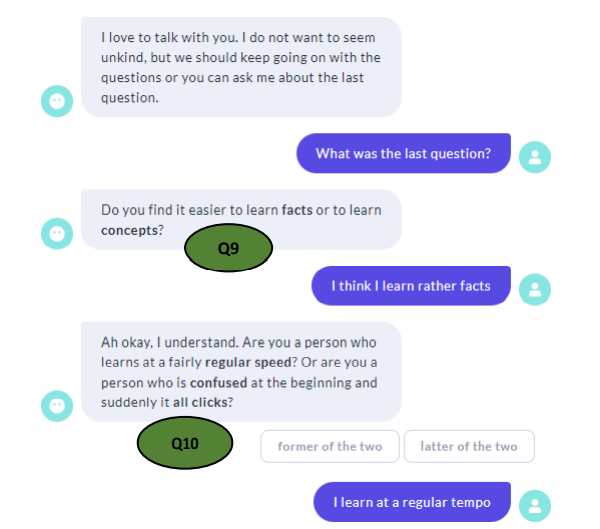 I love to talk with you. I do not want to seem
unkind, but we should keep going on with the
questions or you can ask me about the last
question.
What was the last question?
Do you find it easier to learn facts or to learn
concepts?
Q9
I think I learn rather facts
Ah okay, I understand. Are you a person who
learns at a fairly regular speed? Or are you a
person who is confused at the beginning and
suddenly it all clicks?
Q10
former of the two
latter of the two
I learn at a regular tempo